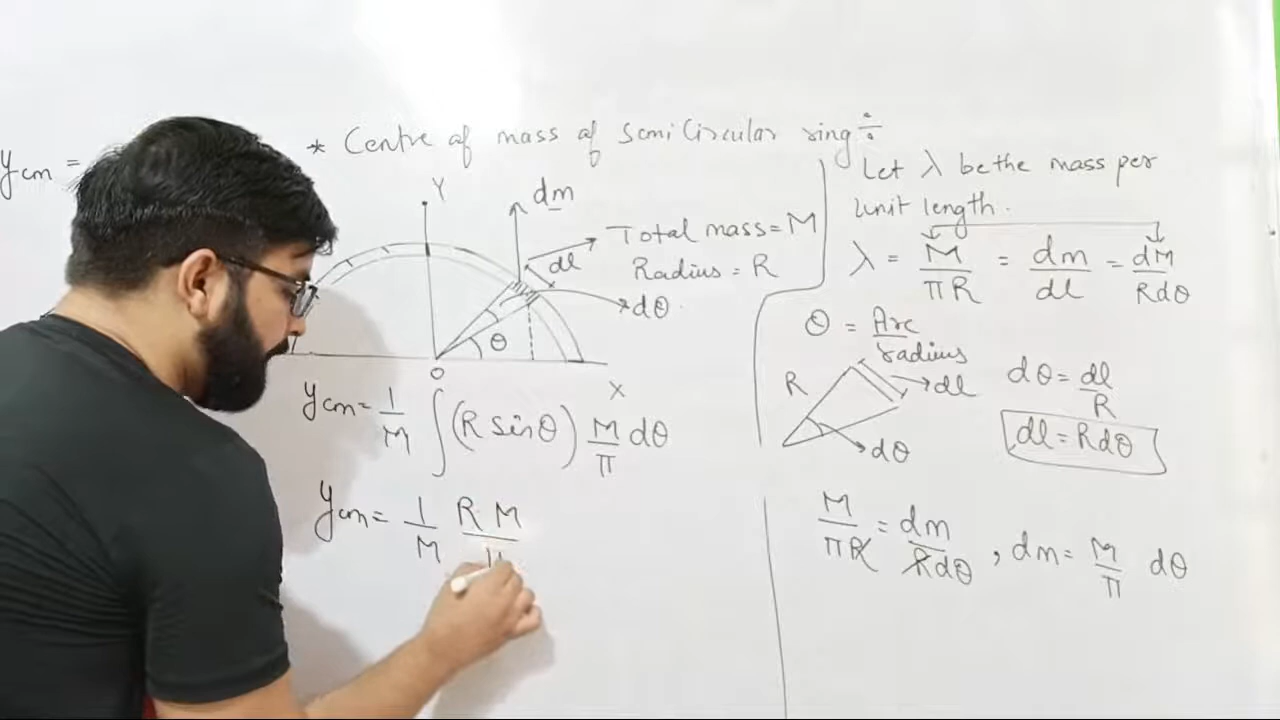 * Centre of mass of Semi Circular ring ÷
ycm =
Y
dm
dl
Total mass = M
Radius = R
dθ
θ
O
X
ycm = 1/M ∫ (R sinθ) M/π dθ
ycm = 1/M R M/π
Let λ be the mass per
unit length.
λ = M/πR = dm/dl = dM/Rdθ
θ = Arc/radius
R
dl
dθ
dθ = dl/R
dl = Rdθ
M/πR = dm/Rdθ , dm = M/π dθ